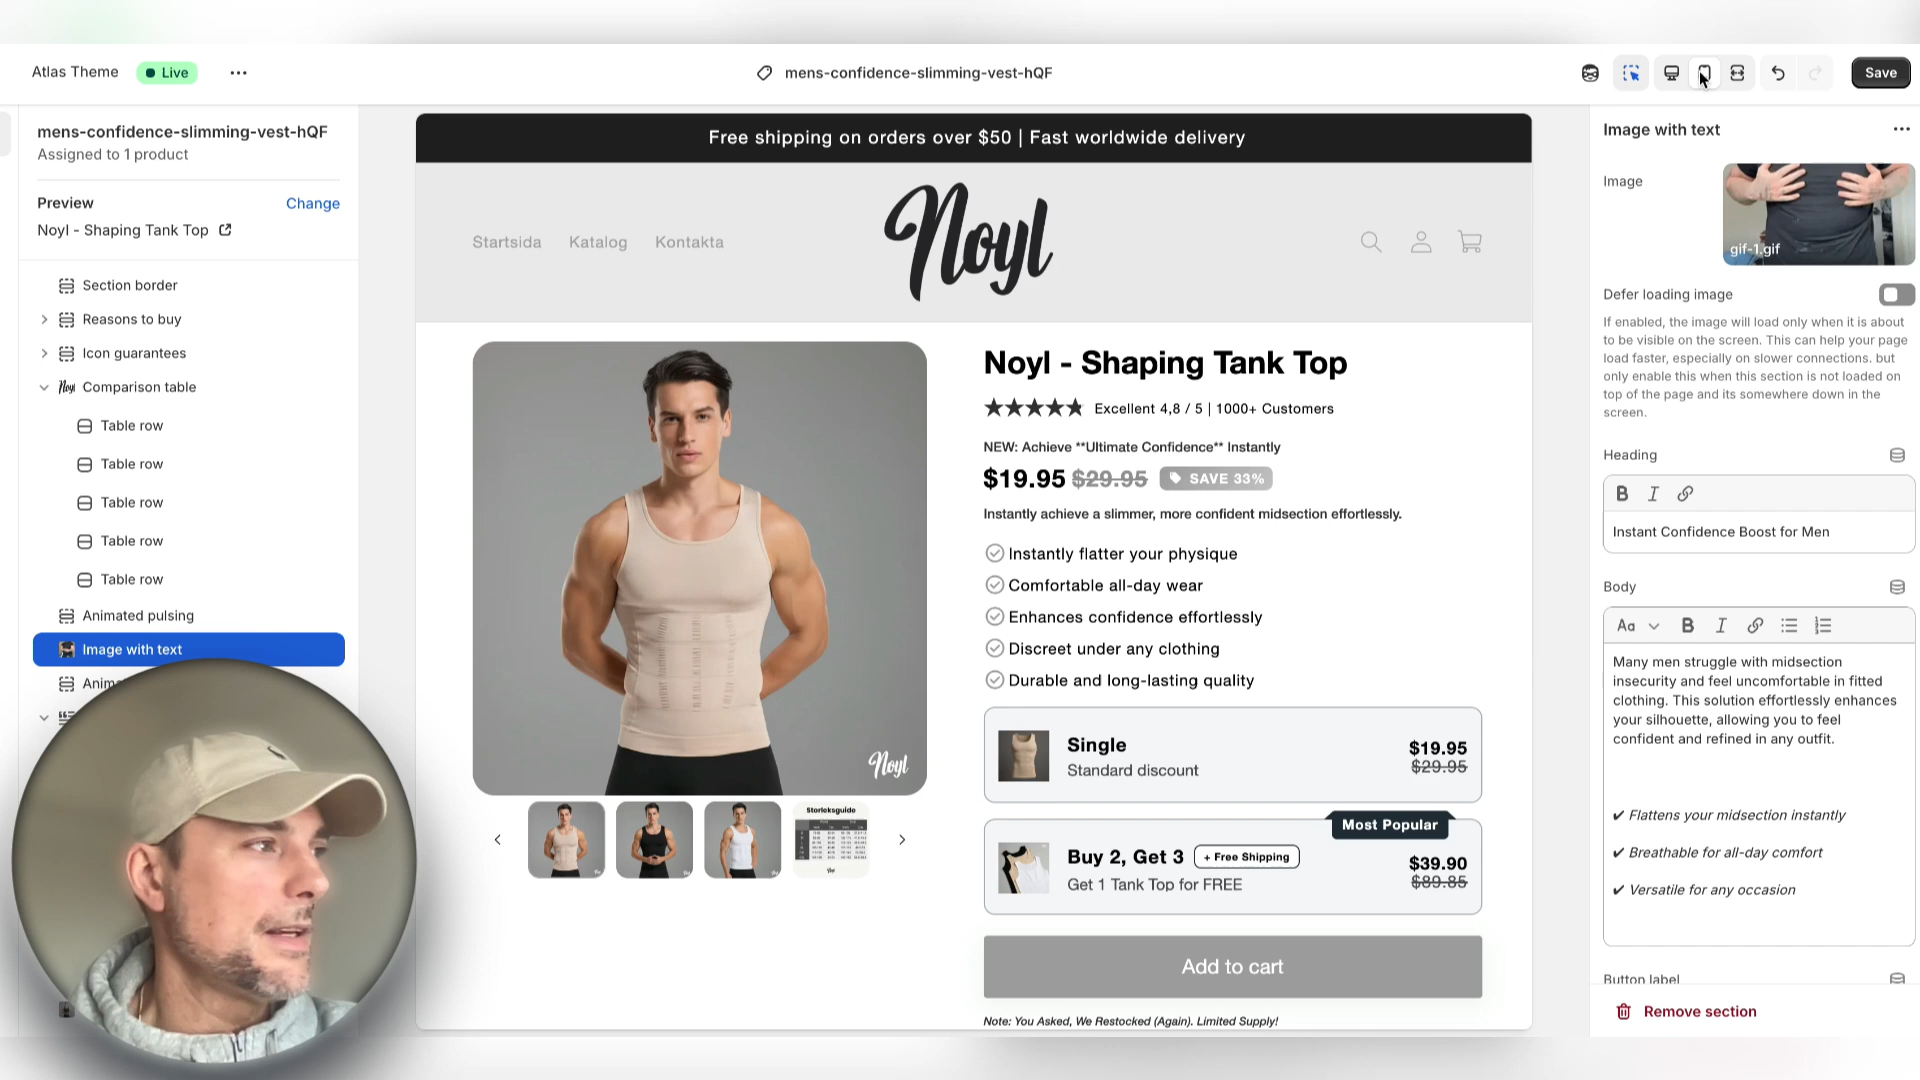 Atlas Theme
Live
mens-confidence-slimming-vest-hQF
Save
mens-confidence-slimming-vest-hQF
Assigned to 1 product
Preview
Change
Noyl - Shaping Tank Top
Section border
Reasons to buy
Icon guarantees
Noyl Comparison table
Table row
Table row
Table row
Table row
Table row
Animated pulsing
Image with text
Anim
Free shipping on orders over $50 | Fast worldwide delivery
Startsida
Katalog
Kontakta
Noyl
Noyl
Storleksguide
Noyl - Shaping Tank Top
Excellent 4,8 / 5 | 1000+ Customers
NEW: Achieve **Ultimate Confidence** Instantly
$19.95 $29.95 SAVE 33%
Instantly achieve a slimmer, more confident midsection effortlessly.
Instantly flatter your physique
Comfortable all-day wear
Enhances confidence effortlessly
Discreet under any clothing
Durable and long-lasting quality
Single
Standard discount
$19.95
$29.95
Most Popular
Buy 2, Get 3 + Free Shipping
Get 1 Tank Top for FREE
$39.90
$89.85
Add to cart
Note: You Asked, We Restocked (Again). Limited Supply!
Image with text
Image
gif-1.gif
Defer loading image
If enabled, the image will load only when it is about
to be visible on the screen. This can help your page
load faster, especially on slower connections. but
only enable this when this section is not loaded on
top of the page and its somewhere down in the
screen.
Heading
B I
Instant Confidence Boost for Men
Body
Aa B I
Many men struggle with midsection
insecurity and feel uncomfortable in fitted
clothing. This solution effortlessly enhances
your silhouette, allowing you to feel
confident and refined in any outfit.
✔ Flattens your midsection instantly
✔ Breathable for all-day comfort
✔ Versatile for any occasion
Button label
Remove section